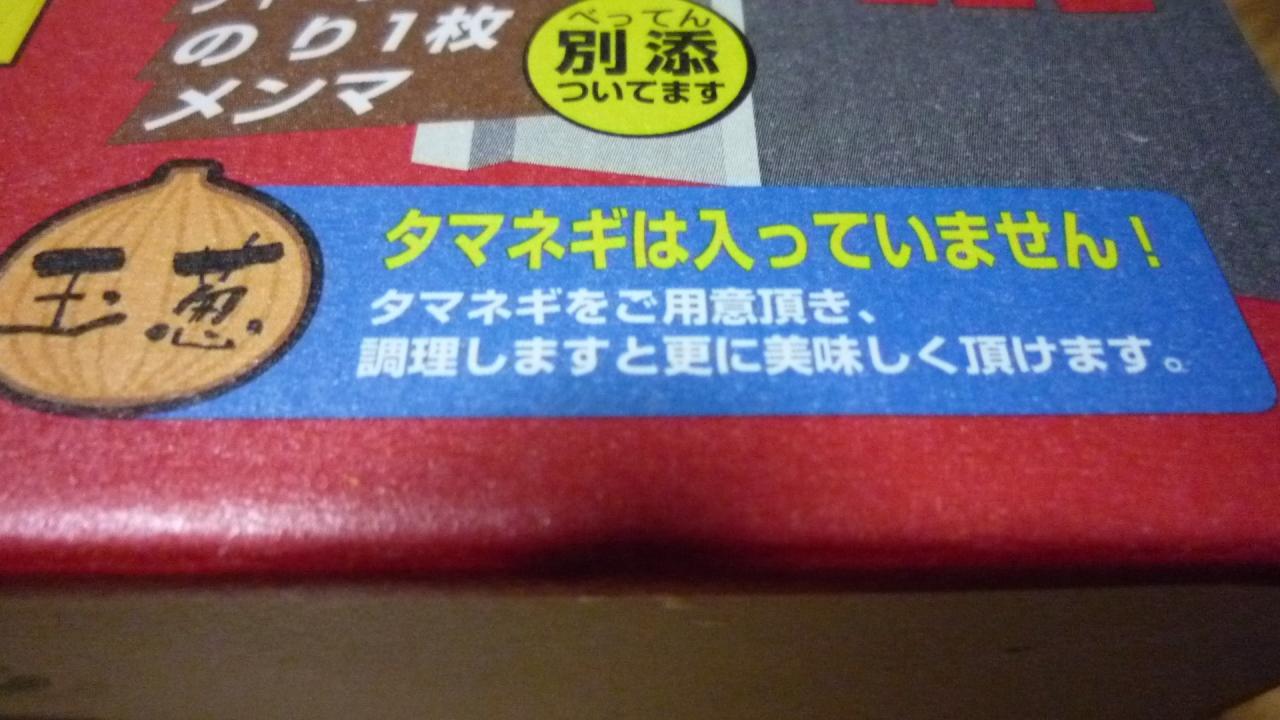 のり1枚
メンマ
べってん
別添
ついてます
玉葱
タマネギは入っていません！
タマネギをご用意頂き、
調理しますと更に美味しく頂けます。